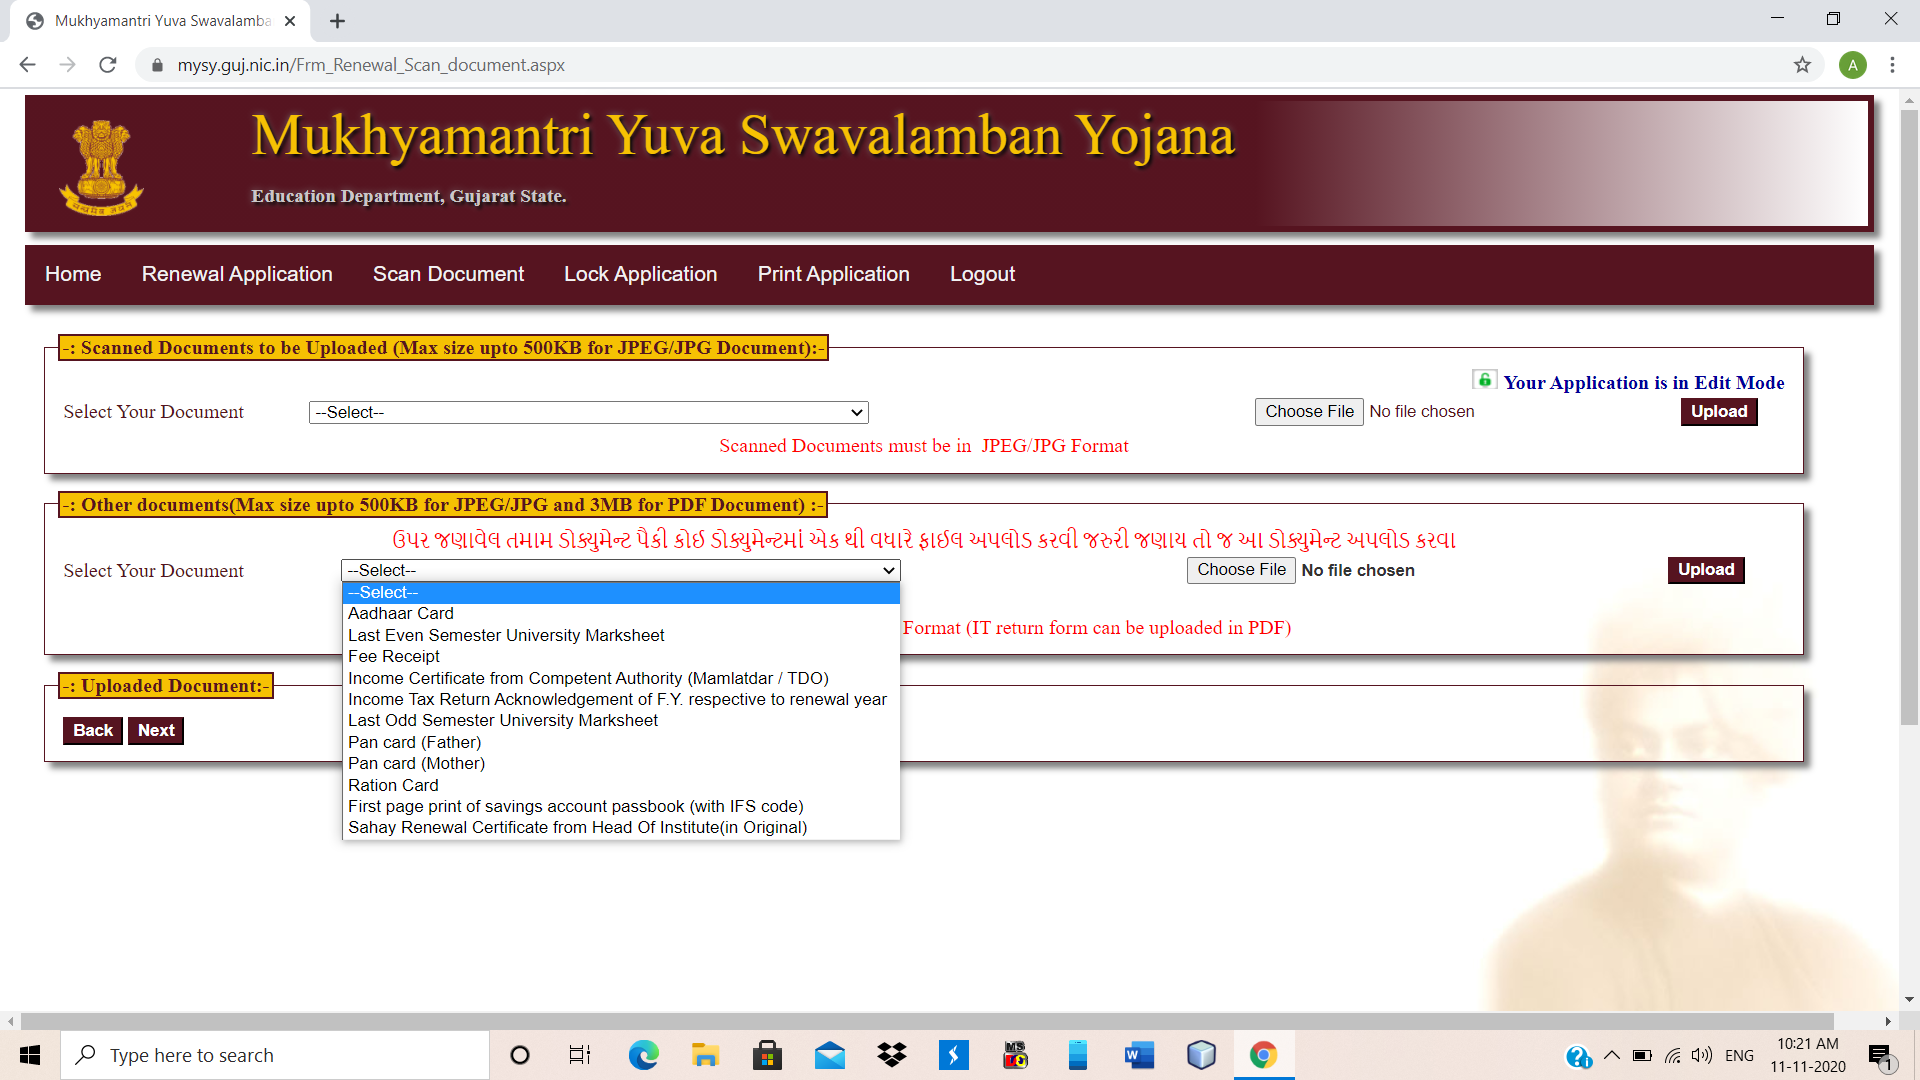 Mukhyamantri Yuva Swavalamba
mysy.guj.nic.in/Frm_Renewal_Scan_document.aspx
A
Mukhyamantri Yuva Swavalamban Yojana
Education Department, Gujarat State.
Home Renewal Application Scan Document Lock Application Print Application Logout
-: Scanned Documents to be Uploaded (Max size upto 500KB for JPEG/JPG Document):-
Your Application is in Edit Mode
Select Your Document --Select-- Choose File No file chosen Upload
Scanned Documents must be in JPEG/JPG Format
-: Other documents(Max size upto 500KB for JPEG/JPG and 3MB for PDF Document) :-
ઉપર જણાવેલ તમામ ડોક્યુમેન્ટ પૈકી કોઈ ડોક્યુમેન્ટમાં એક થી વધારે ફાઈલ અપલોડ કરવી જરુરી જણાય તો જ આ ડોક્યુમેન્ટ અપલોડ કરવા
Select Your Document --Select-- Choose File No file chosen Upload
--Select--
Aadhaar Card
Last Even Semester University Marksheet
Format (IT return form can be uploaded in PDF)
Fee Receipt
Income Certificate from Competent Authority (Mamlatdar / TDO)
Income Tax Return Acknowledgement of F.Y. respective to renewal year
Last Odd Semester University Marksheet
Pan card (Father)
Pan card (Mother)
Ration Card
First page print of savings account passbook (with IFS code)
Sahay Renewal Certificate from Head Of Institute(in Original)
-: Uploaded Document:-
Back Next
Type here to search
ENG
10:21 AM
11-11-2020
1